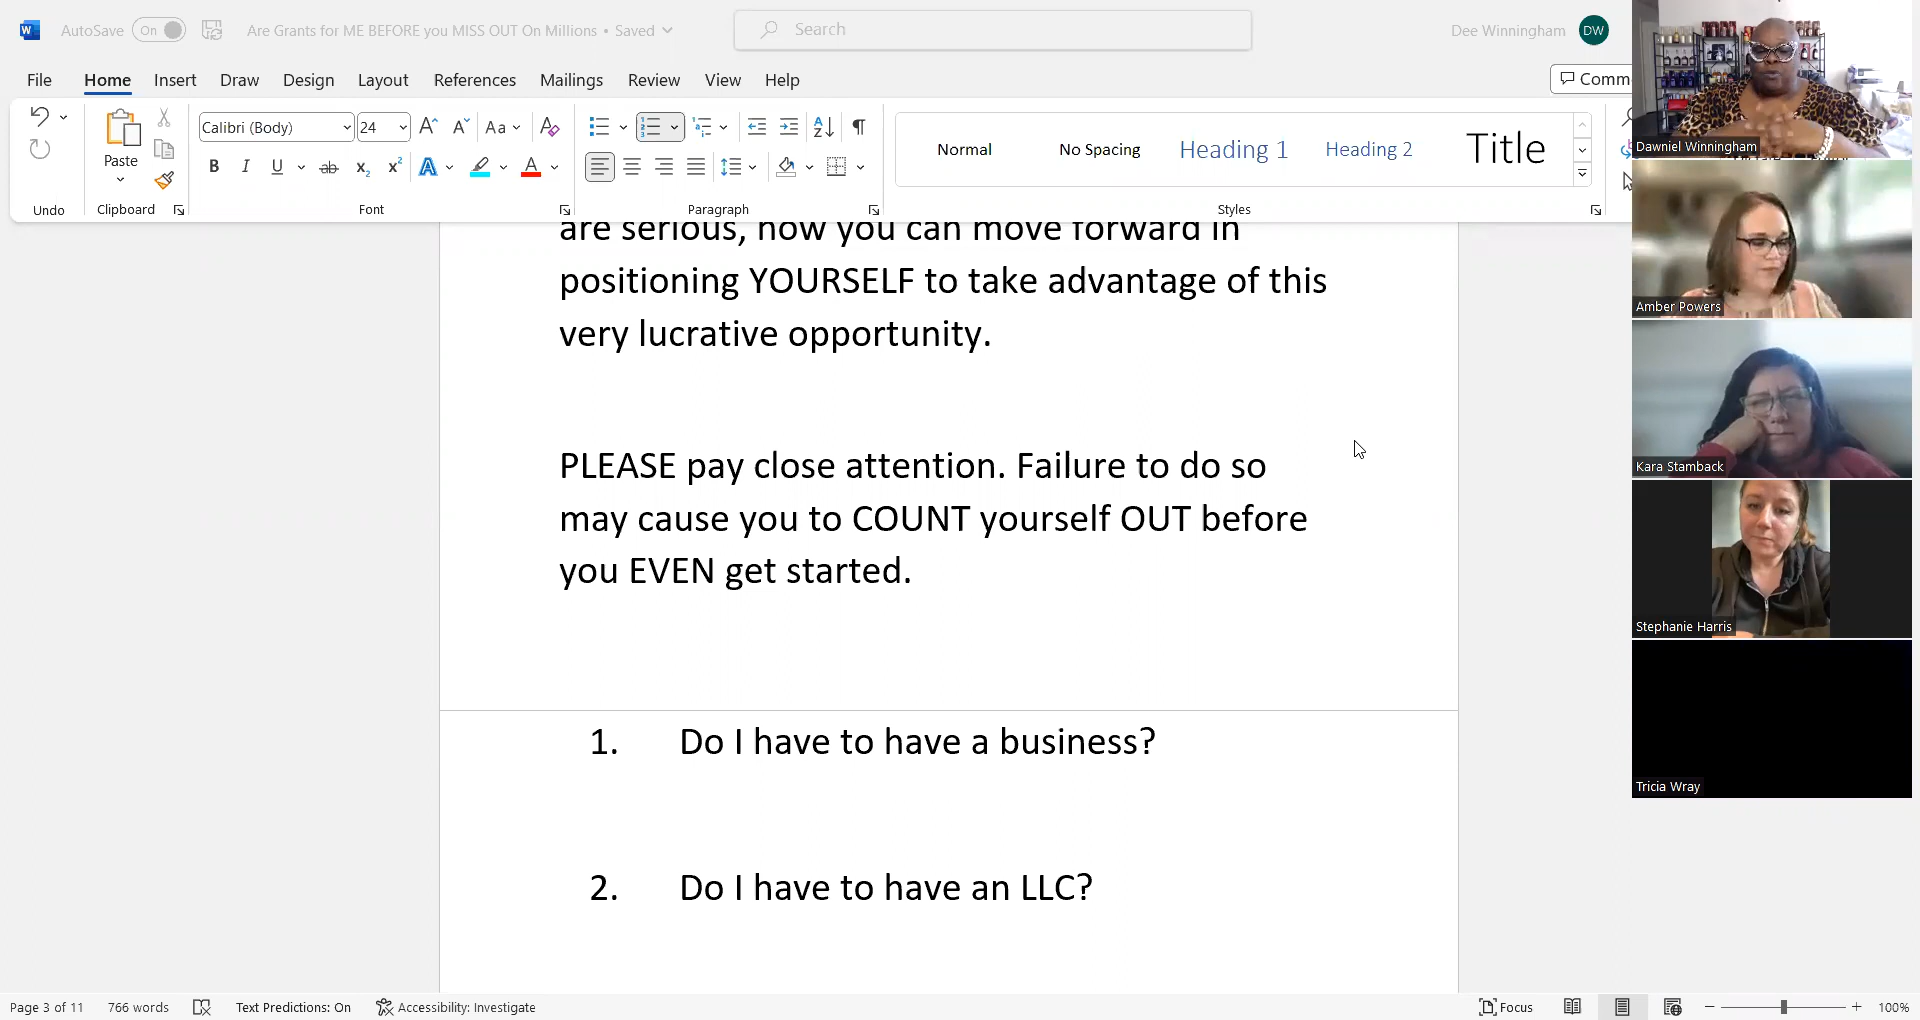 AutoSave On Are Grants for ME BEFORE you MISS OUT On Millions • Saved Search Dee Winningham DW
File Home Insert Draw Design Layout References Mailings Review View Help Comm
Calibri (Body) 24 Aa
Paste
Normal No Spacing Heading 1 Heading 2 Title
B I U ab x₂ x² A A
Undo Clipboard Font Paragraph Styles
Dawniel Winningham
are serious, how you can move forward in
positioning YOURSELF to take advantage of this
very lucrative opportunity.
Amber Powers
PLEASE pay close attention. Failure to do so
may cause you to COUNT yourself OUT before
you EVEN get started.
Kara Stamback
Stephanie Harris
1. Do I have to have a business?
Tricia Wray
2. Do I have to have an LLC?
Page 3 of 11 766 words Text Predictions: On Accessibility: Investigate Focus 100%